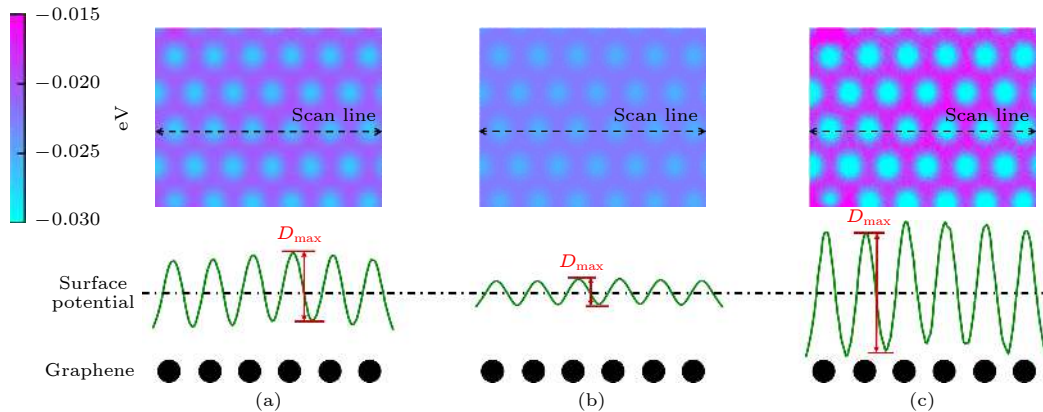 −0.015
−0.020
−0.025
−0.030
eV
Scan line
Scan line
Scan line
Dmax
Dmax
Dmax
Surface
potential
Graphene
(a)
(b)
(c)